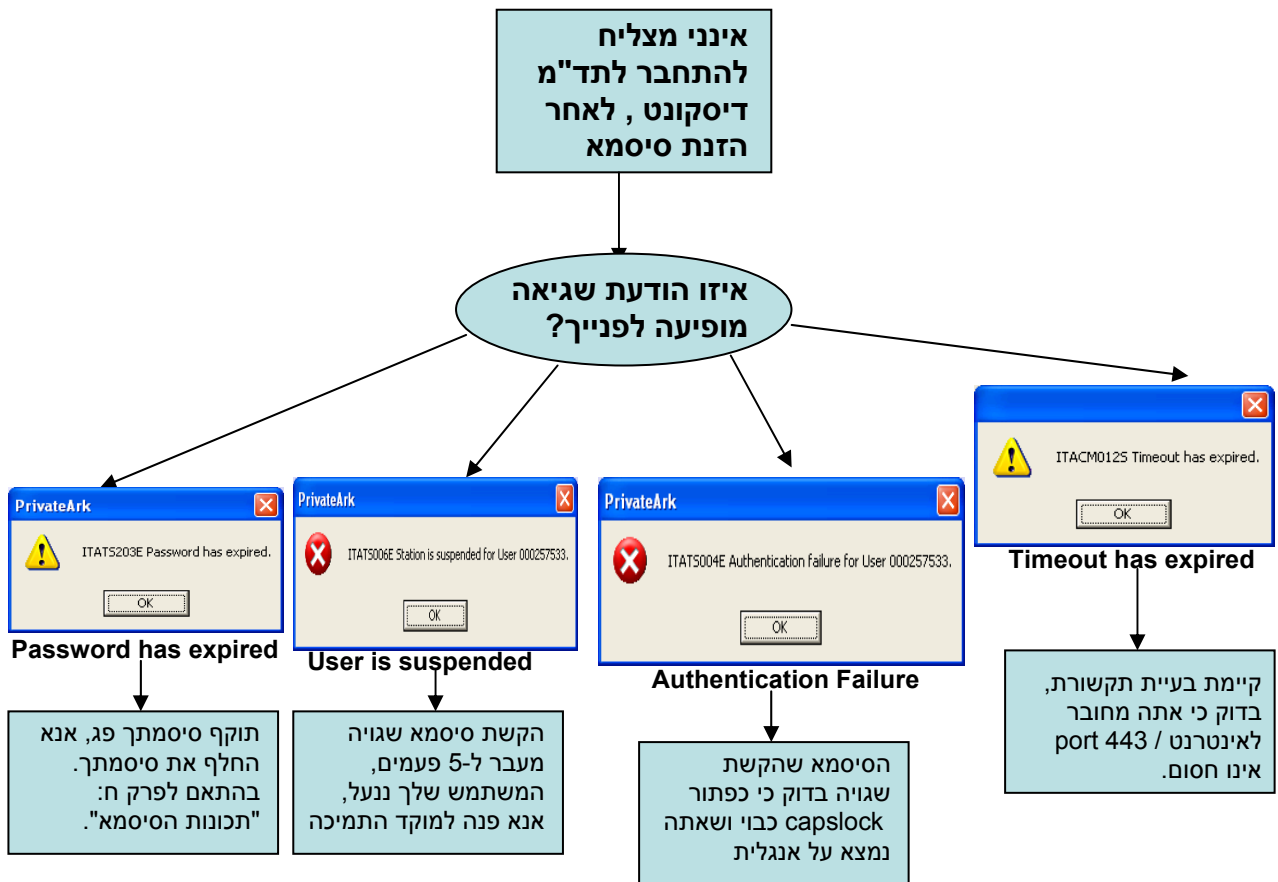 אינני מצליח
להתחבר לתד"מ
דיסקונט , לאחר
הזנת סיסמא
איזו הודעת שגיאה
מופיעה לפנייך?
PrivateArk
ITATS203E Password has expired.
OK
Password has expired
תוקף סיסמתך פג, אנא
החלף את סיסמתך.
בהתאם לפרק ח:
"תכונות הסיסמא".
PrivateArk
ITATS006E Station is suspended for User 000257533.
OK
User is suspended
הקשת סיסמא שגויה
מעבר ל-5 פעמים,
המשתמש שלך ננעל,
אנא פנה למוקד התמיכה
PrivateArk
ITATS004E Authentication failure for User 000257533.
OK
Authentication Failure
הסיסמא שהקשת
שגויה בדוק כי כפתור
capslock כבוי ושאתה
נמצא על אנגלית
ITACM012S Timeout has expired.
OK
Timeout has expired
קיימת בעיית תקשורת,
בדוק כי אתה מחובר
לאינטרנט / port 443
אינו חסום.